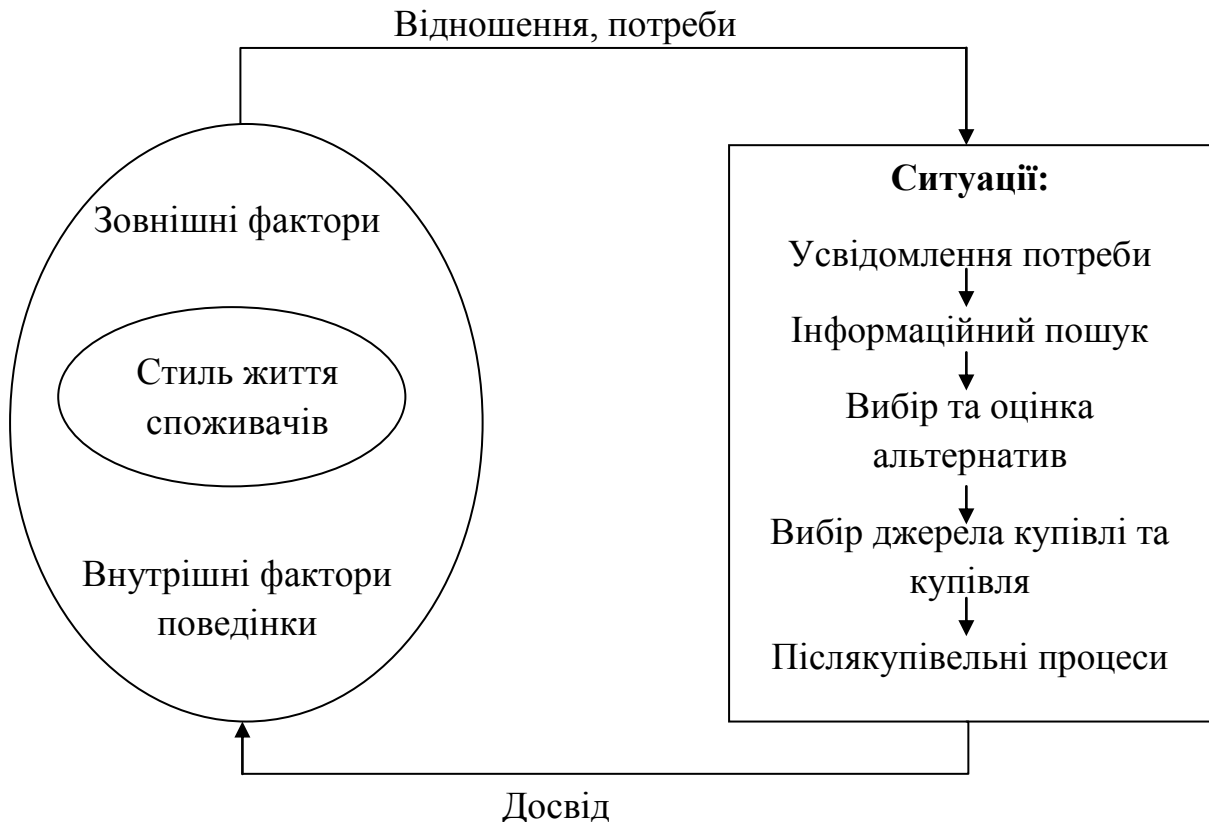 Відношення, потреби
Зовнішні фактори
Стиль життя
споживачів
Внутрішні фактори
поведінки
Ситуації:
Усвідомлення потреби
Інформаційний пошук
Вибір та оцінка
альтернатив
Вибір джерела купівлі та
купівля
Післякупівельні процеси
Досвід